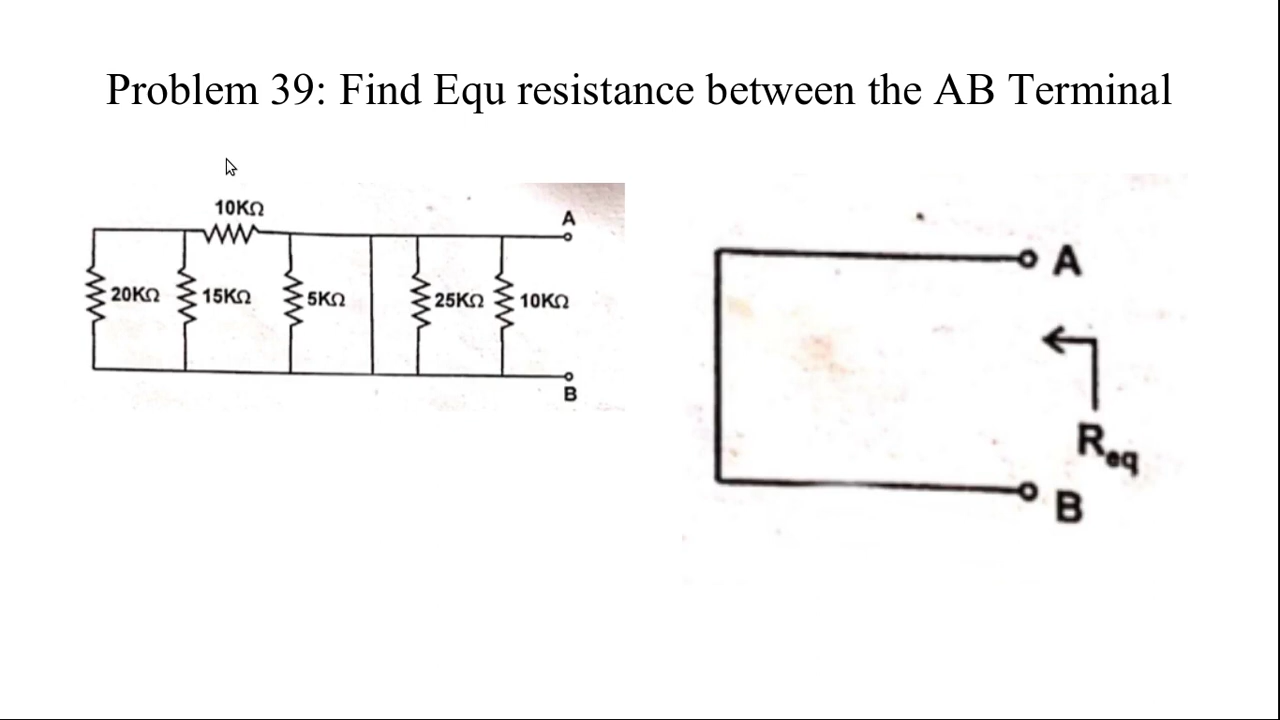 Problem 39: Find Equ resistance between the AB Terminal
10KΩ
A
20KΩ 15KΩ 5KΩ 25KΩ 10KΩ
B
A
Req
B